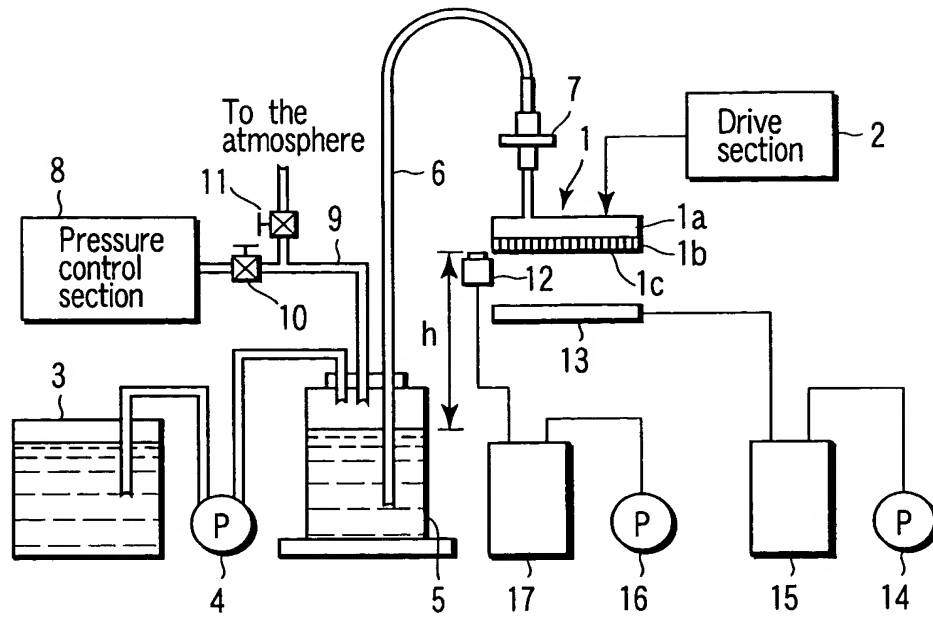 To the
atmosphere
7
Drive
section
2
1
6
11
8
9
1a
1b
Pressure
control
section
12
1c
10
h
13
3
P
P
P
4
5
17
16
15
14